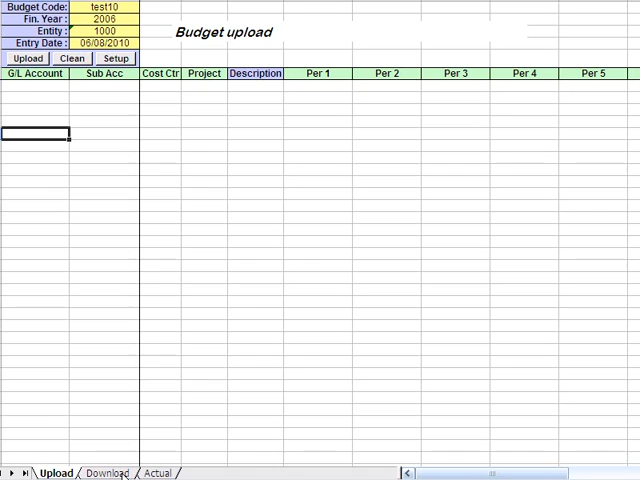 Budget Code: test10
Fin. Year : 2006
Entity : 1000
Entry Date : 06/08/2010
Budget upload
Upload Clean Setup
G/L Account Sub Acc Cost Ctr Project Description Per 1 Per 2 Per 3 Per 4 Per 5
Upload Download Actual